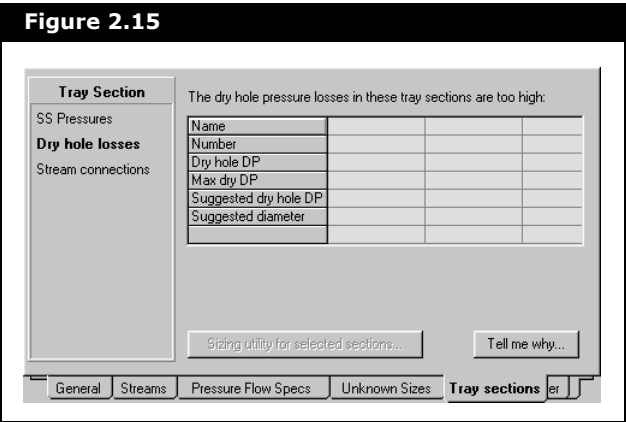 Figure 2.15
Tray Section
SS Pressures
Dry hole losses
Stream connections
The dry hole pressure losses in these tray sections are too high:
Name
Number
Dry hole DP
Max dry DP
Suggested dry hole DP
Suggested diameter
Sizing utility for selected sections...
Tell me why...
General Streams Pressure Flow Specs Unknown Sizes Tray sections er